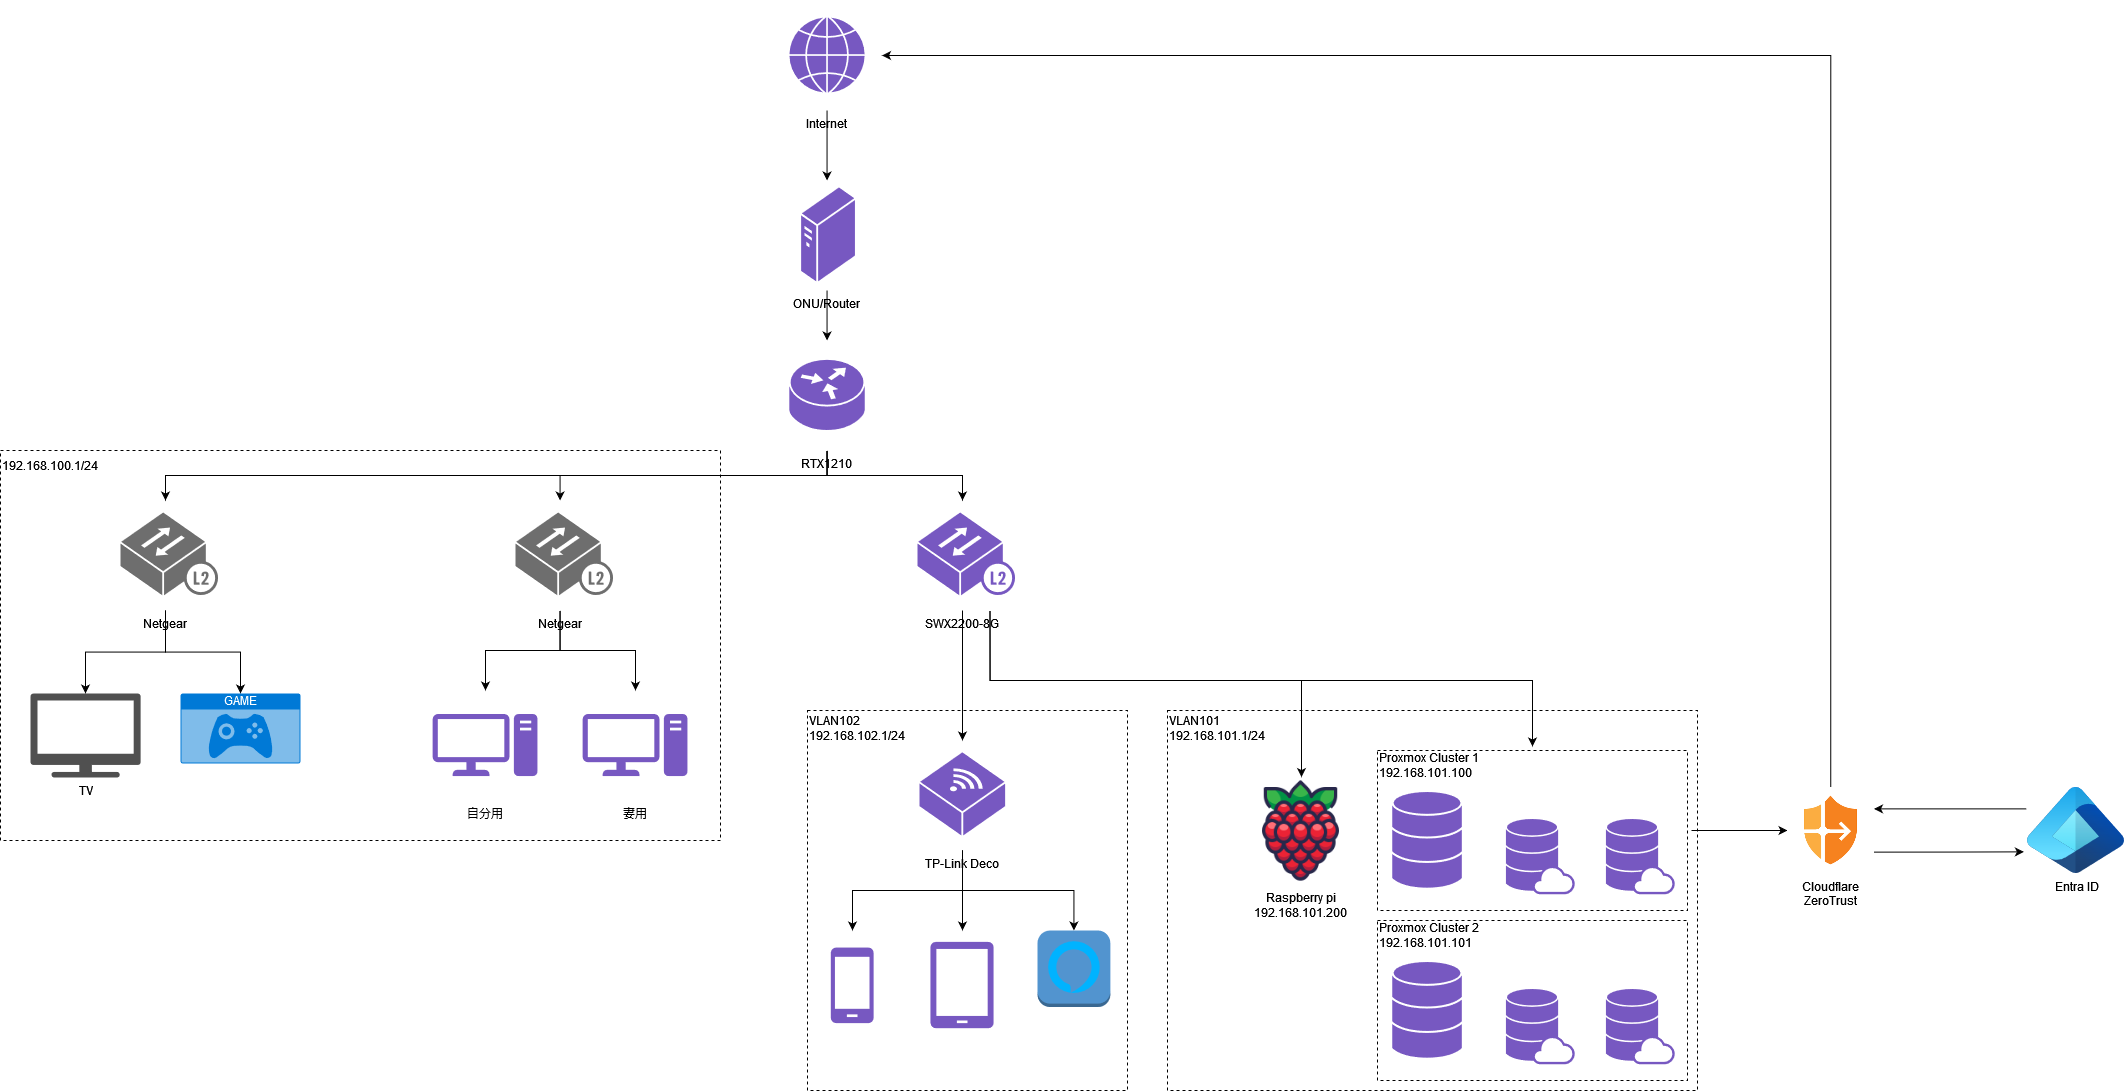 Internet
ONU/Router
RTX1210
192.168.100.1/24
L2
L2
L2
Netgear
Netgear
SWX2200-8G
GAME
TV
自分用
妻用
VLAN102
192.168.102.1/24
TP-Link Deco
VLAN101
192.168.101.1/24
Raspberry pi
192.168.101.200
Proxmox Cluster 1
192.168.101.100
Proxmox Cluster 2
192.168.101.101
Cloudflare
ZeroTrust
Entra ID